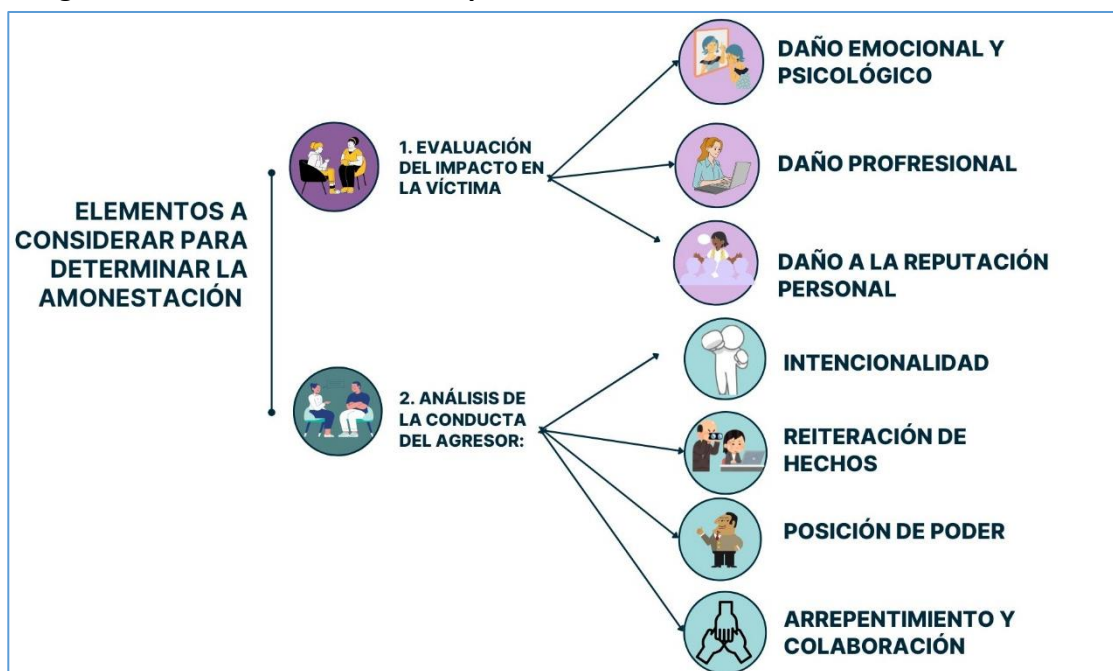 ELEMENTOS A
CONSIDERAR PARA
DETERMINAR LA
AMONESTACIÓN
1. EVALUACIÓN
DEL IMPACTO EN
LA VÍCTIMA
DAÑO EMOCIONAL Y
PSICOLÓGICO
DAÑO PROFRESIONAL
DAÑO A LA REPUTACIÓN
PERSONAL
2. ANÁLISIS DE
LA CONDUCTA
DEL AGRESOR:
INTENCIONALIDAD
REITERACIÓN DE
HECHOS
POSICIÓN DE PODER
ARREPENTIMIENTO Y
COLABORACIÓN